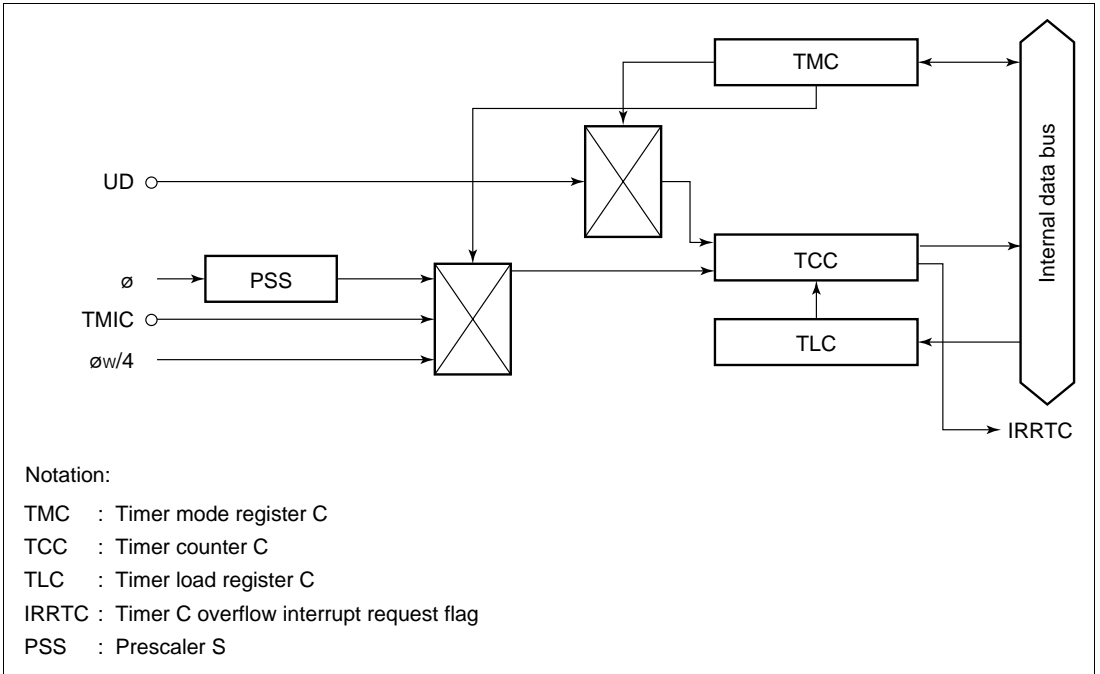 TMC
UD
Internal data bus
TCC
ø
PSS
TMIC
TLC
øw/4
IRRTC
Notation:
TMC : Timer mode register C
TCC : Timer counter C
TLC : Timer load register C
IRRTC : Timer C overflow interrupt request flag
PSS : Prescaler S